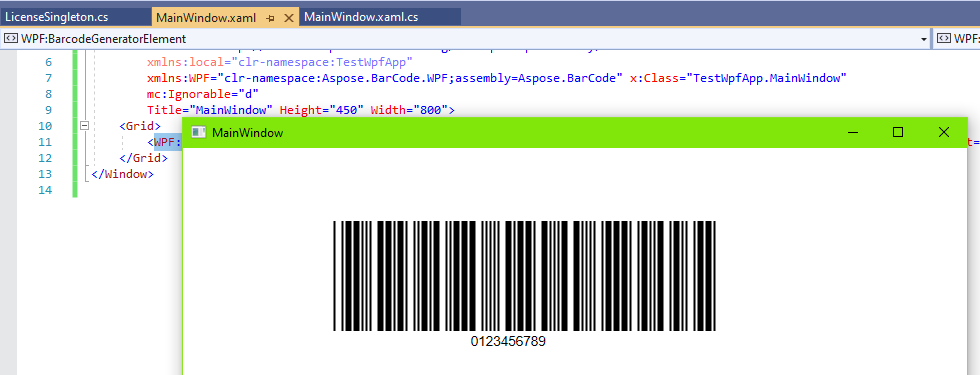 LicenseSingleton.cs MainWindow.xaml MainWindow.xaml.cs
WPF:BarcodeGeneratorElement WPF:
6 xmlns:local="clr-namespace:TestWpfApp"
7 xmlns:WPF="clr-namespace:Aspose.BarCode.WPF;assembly=Aspose.BarCode" x:Class="TestWpfApp.MainWindow"
8 mc:Ignorable="d"
9 Title="MainWindow" Height="450" Width="800">
10 <Grid>
11 <WPF: t=
12 </Grid>
13 </Window>
14
MainWindow
0123456789